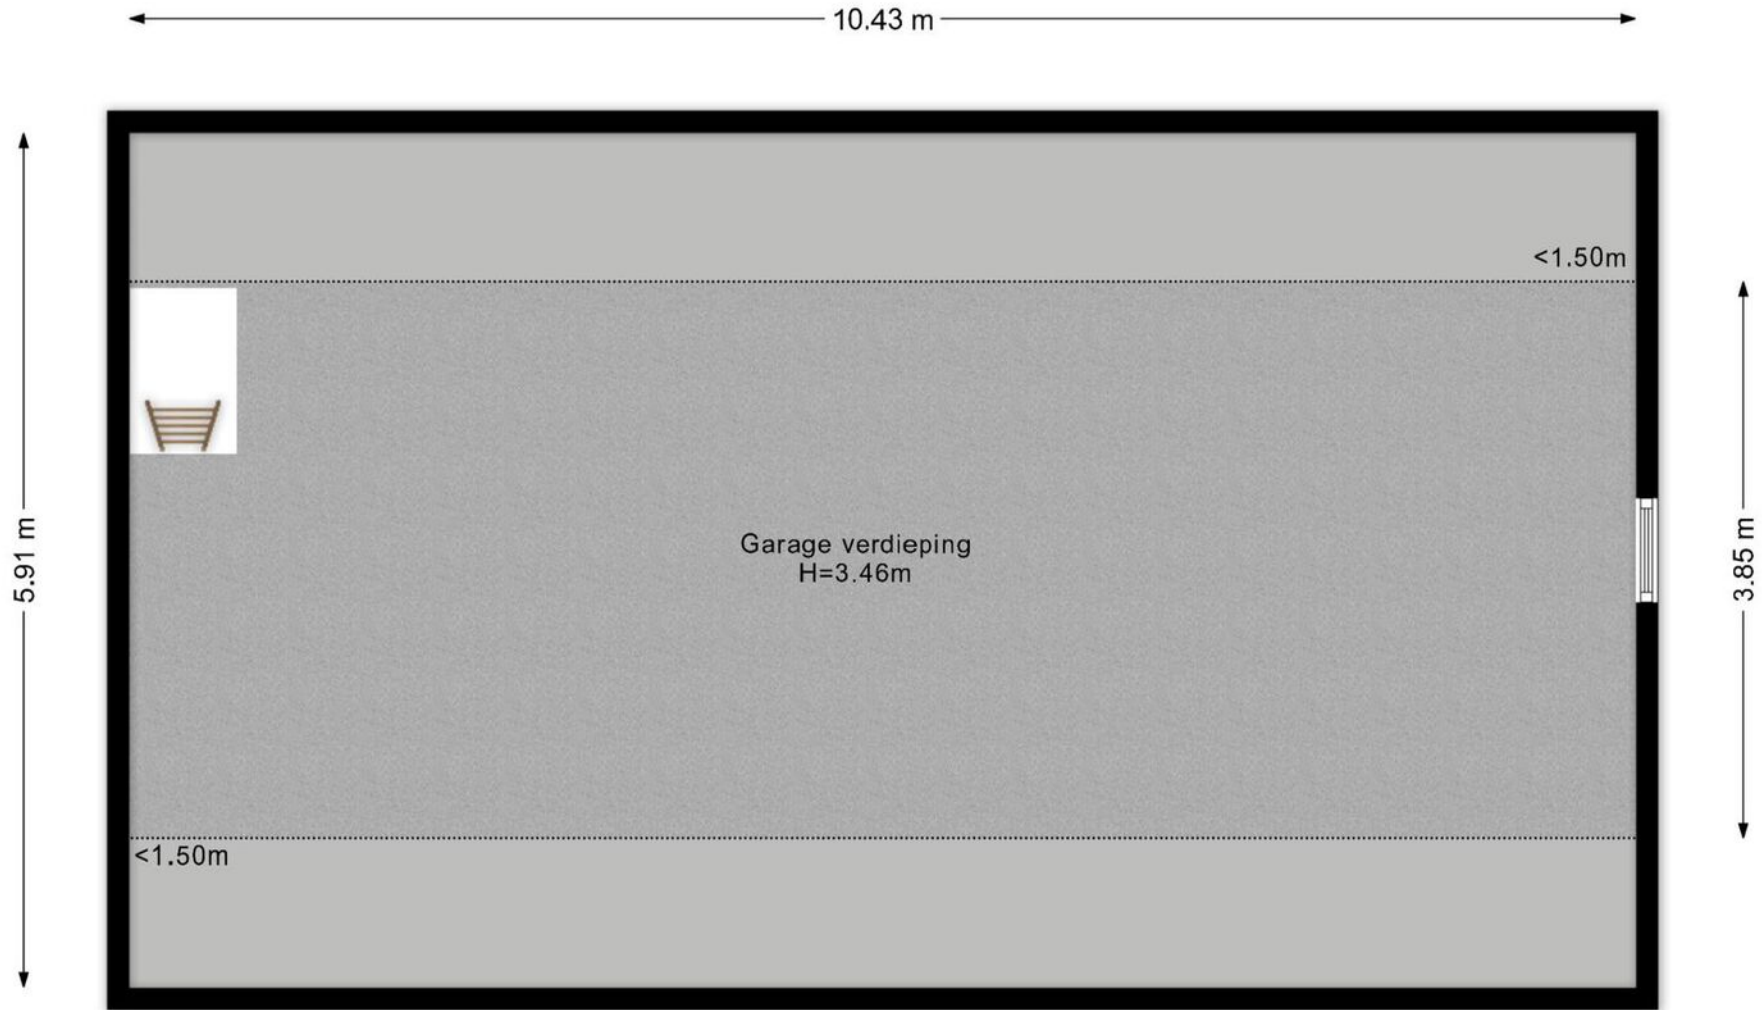 10.43 m
<1.50m
5.91 m
Garage verdieping
H=3.46m
3.85 m
<1.50m